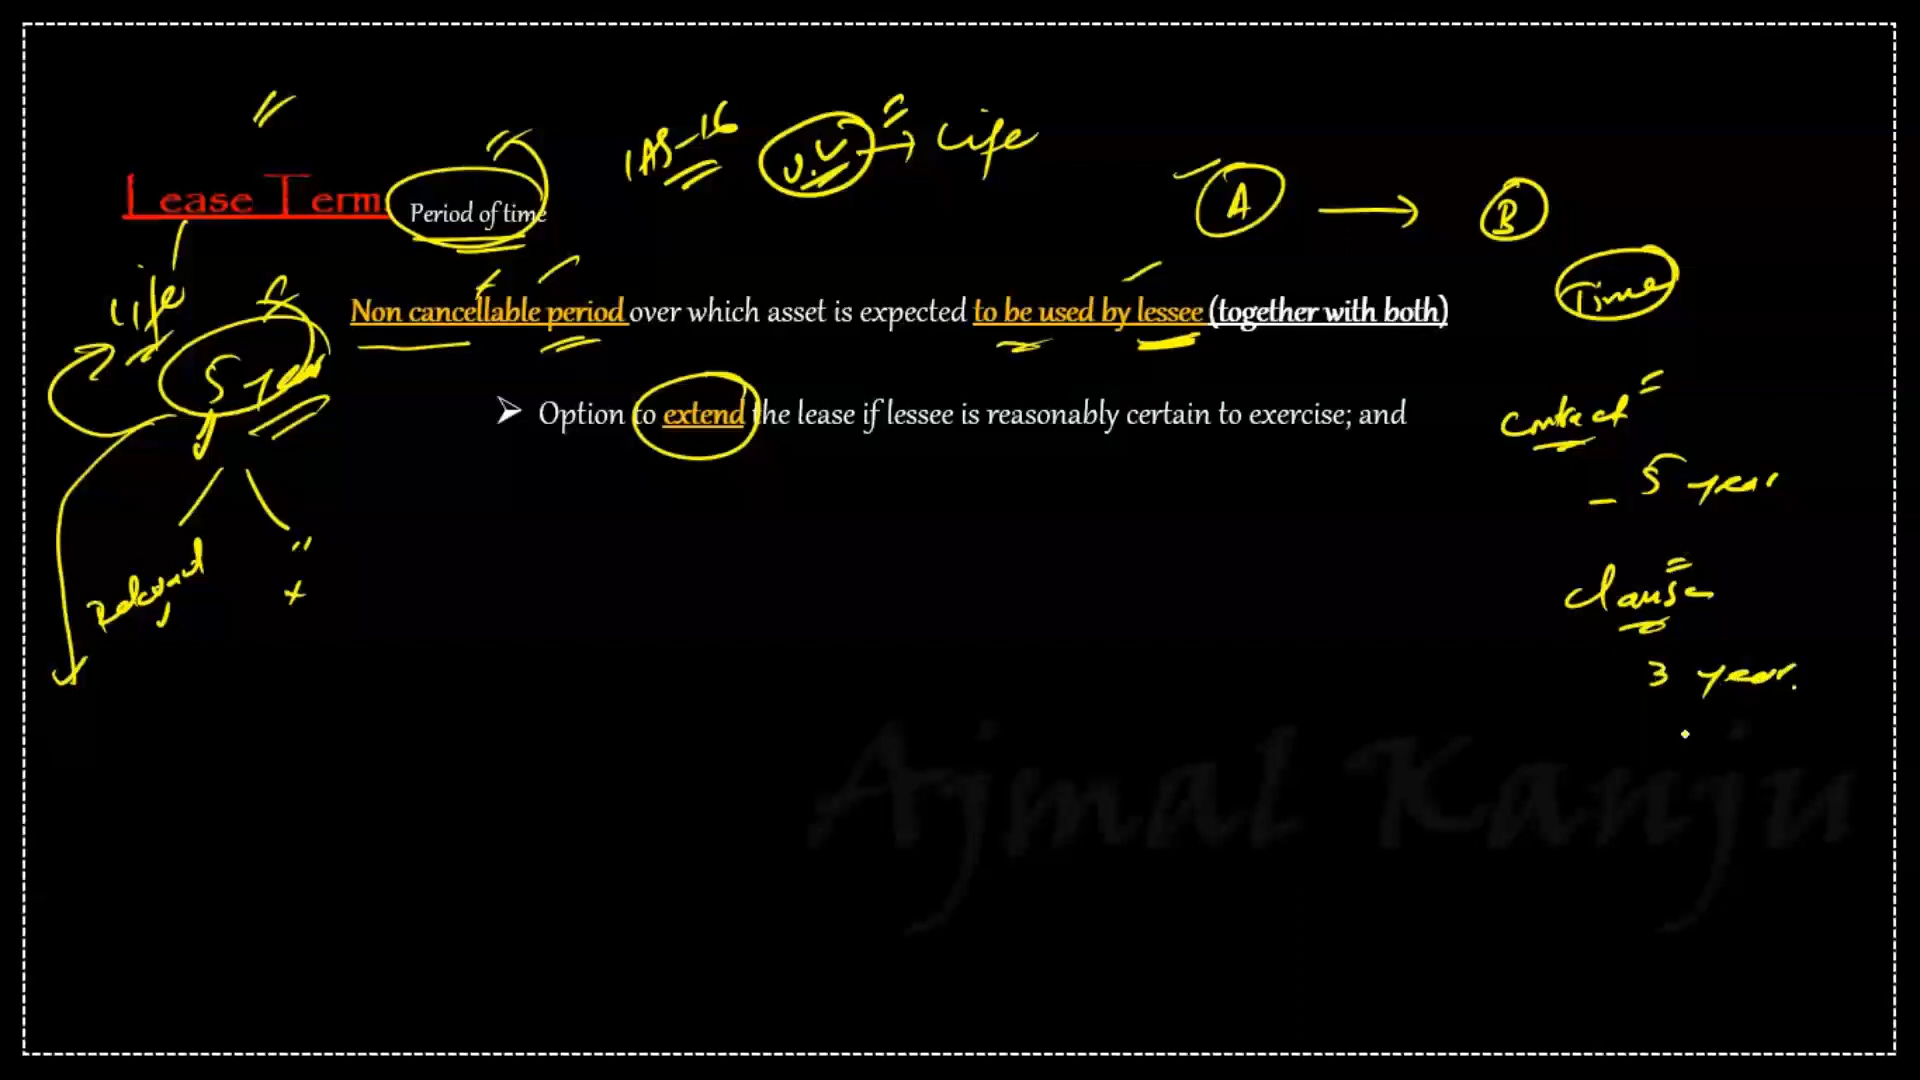 IAS-16 U.V → Life
Lease Term: Period of time
A → B
Time
Life
Non cancellable period over which asset is expected to be used by lessee (together with both)
5 year
➤ Option to extend the lease if lessee is reasonably certain to exercise; and
Contract
- 5 year
Clause
3 year.
Ajmal Kanju